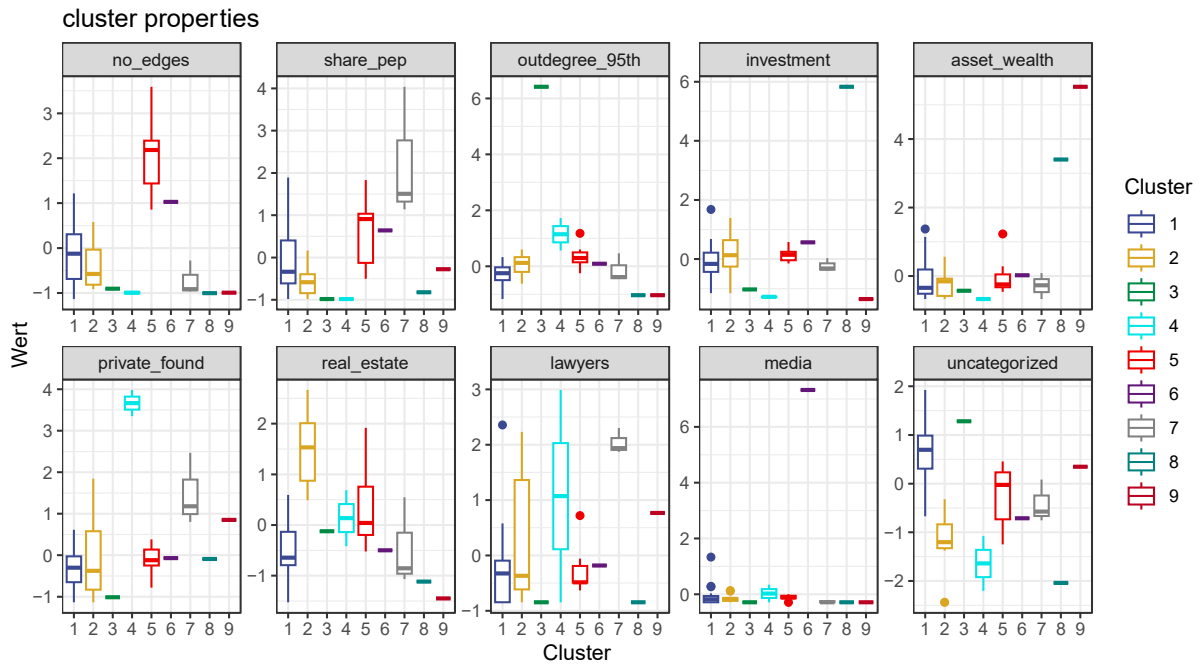 cluster properties
no_edges
share_pep
outdegree_95th
investment
asset_wealth
3
2
1
0
−1
4
3
2
1
0
−1
6
4
2
0
6
4
2
0
4
2
0
1 2 3 4 5 6 7 8 9
1 2 3 4 5 6 7 8 9
1 2 3 4 5 6 7 8 9
1 2 3 4 5 6 7 8 9
1 2 3 4 5 6 7 8 9
private_found
real_estate
lawyers
media
uncategorized
4
3
2
1
0
−1
2
1
0
−1
3
2
1
0
−1
6
4
2
0
2
1
0
−1
−2
1 2 3 4 5 6 7 8 9
1 2 3 4 5 6 7 8 9
1 2 3 4 5 6 7 8 9
1 2 3 4 5 6 7 8 9
1 2 3 4 5 6 7 8 9
Wert
Cluster
Cluster
1
2
3
4
5
6
7
8
9